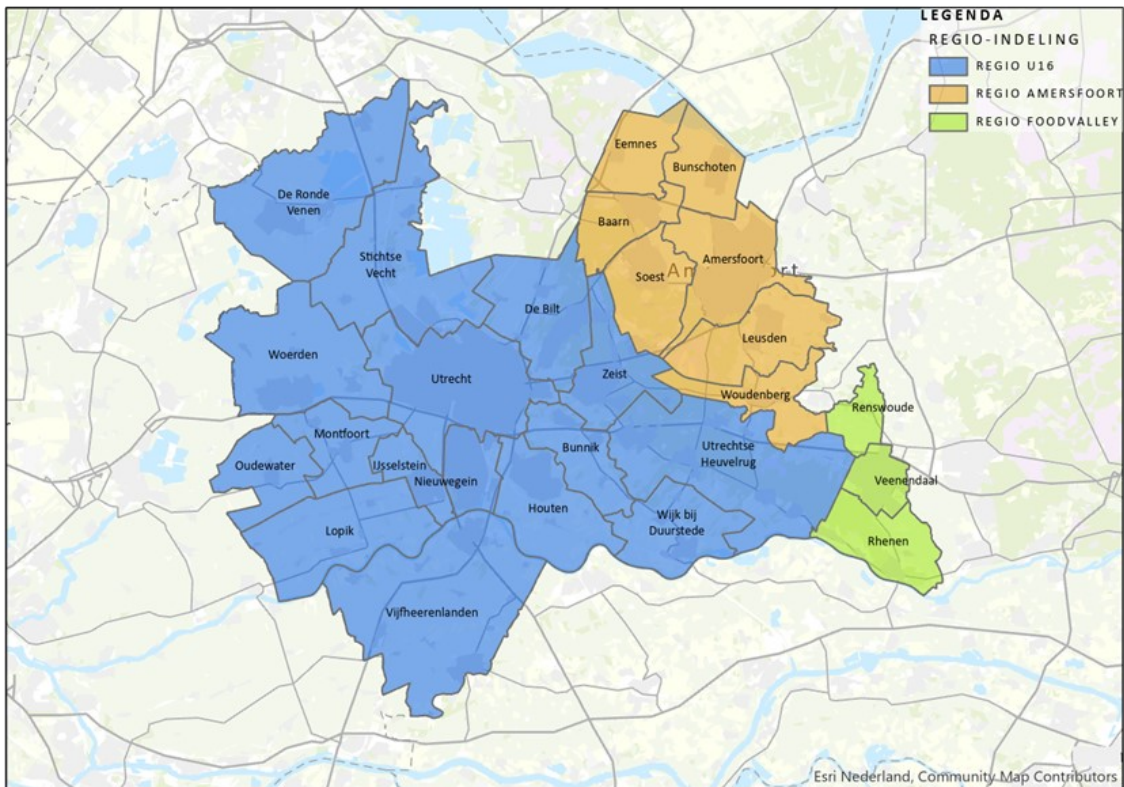 LEGENDA
REGIO-INDELING
REGIO U16
REGIO AMERSFOORT
REGIO FOODVALLEY
Eemnes
Bunschoten
De Ronde
Venen
Baarn
Stichtse
Vecht
Amersfoort
Soest
De Bilt
Leusden
Woerden
Utrecht
Zeist
Woudenberg
Renswoude
Montfoort
Bunnik
Utrechtse
Heuvelrug
Oudewater
IJsselstein
Nieuwegein
Veenendaal
Houten
Wijk bij
Duurstede
Lopik
Rhenen
Vijfheerenlanden
Esri Nederland, Community Map Contributors